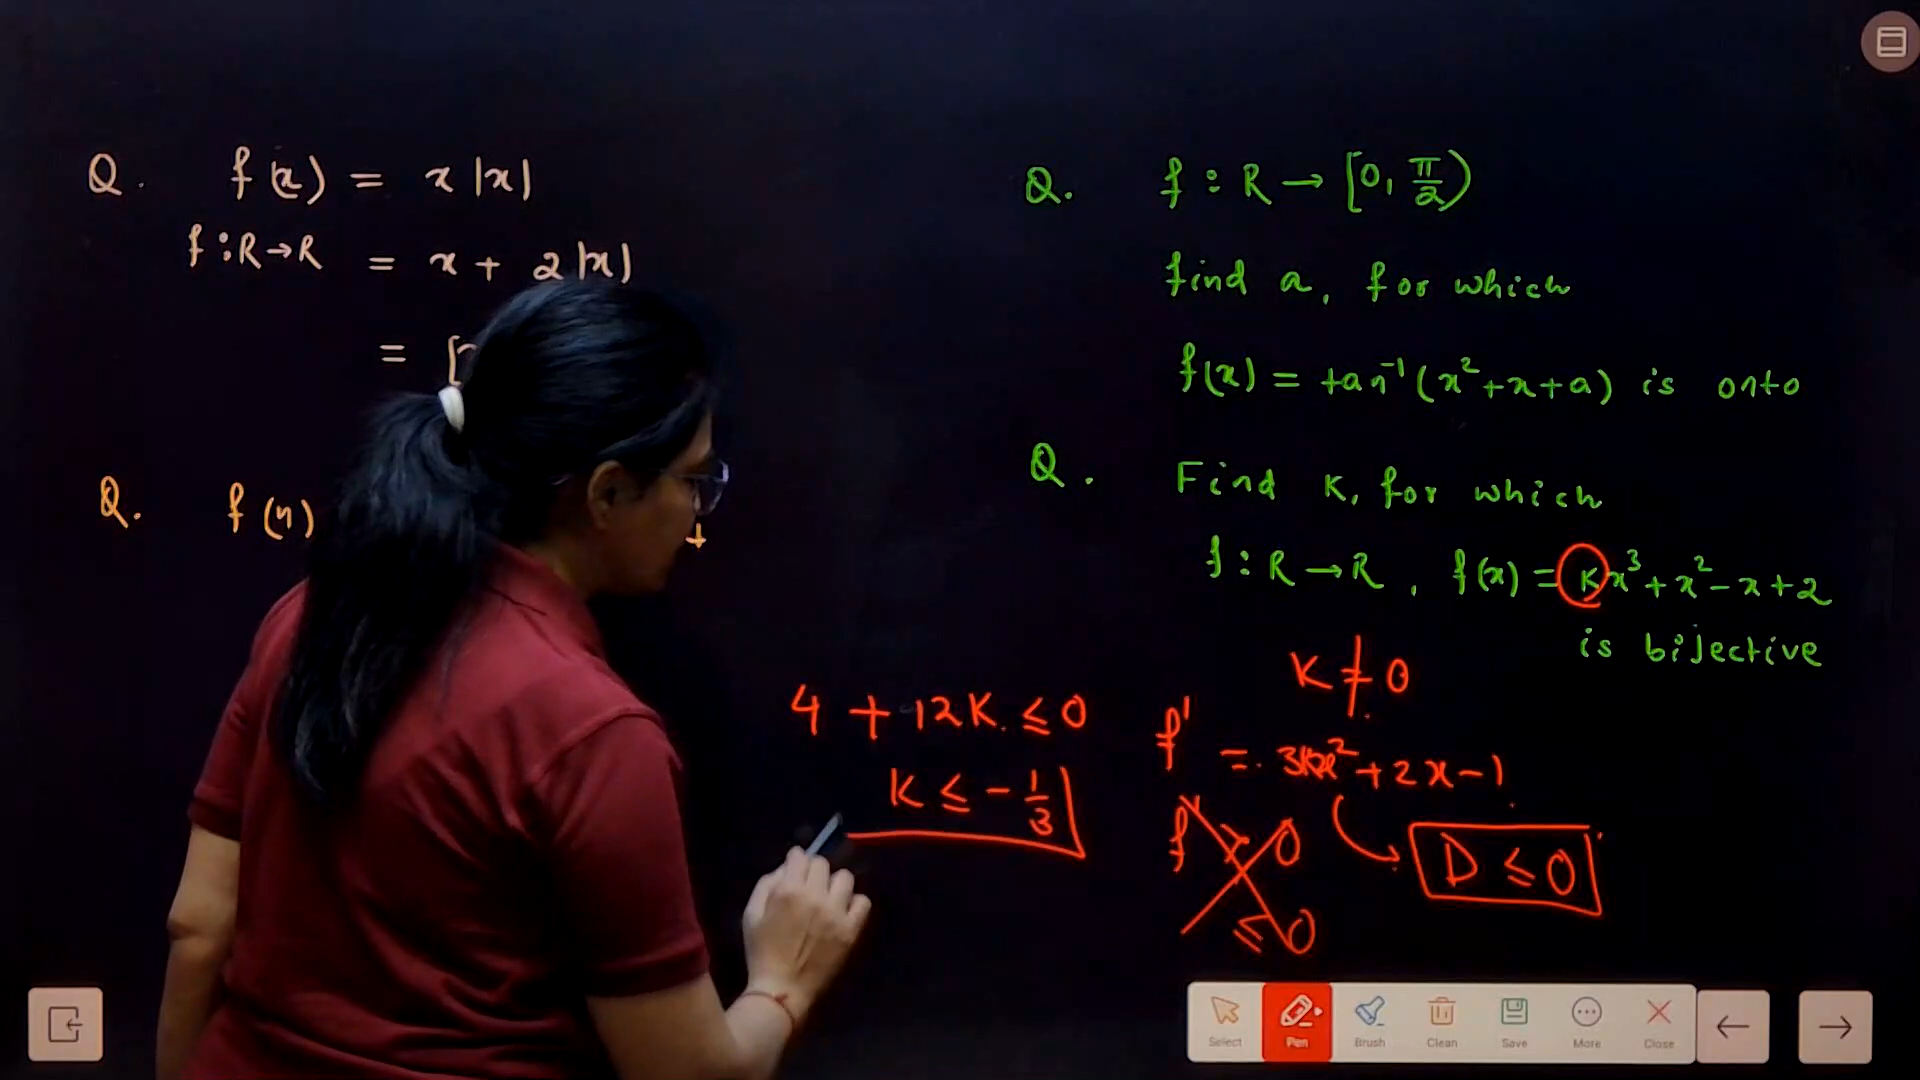 Q. f(x) = x|x|
f : R → R = x + 2|x|
= [
Q. f(n)
+
Q. f : R → [0, π/2)
find a, for which
f(x) = tan⁻¹(x²+x+a) is onto
Q. Find K, for which
f : R → R, f(x) = Kx³+x²-x+2
is bijective
K ≠ 0
4 + 12K ≤ 0
f' = 3Kx²+2x-1
K ≤ -1/3
0
D ≤ 0
≤0
Select Pen Brush Clean Save More Close